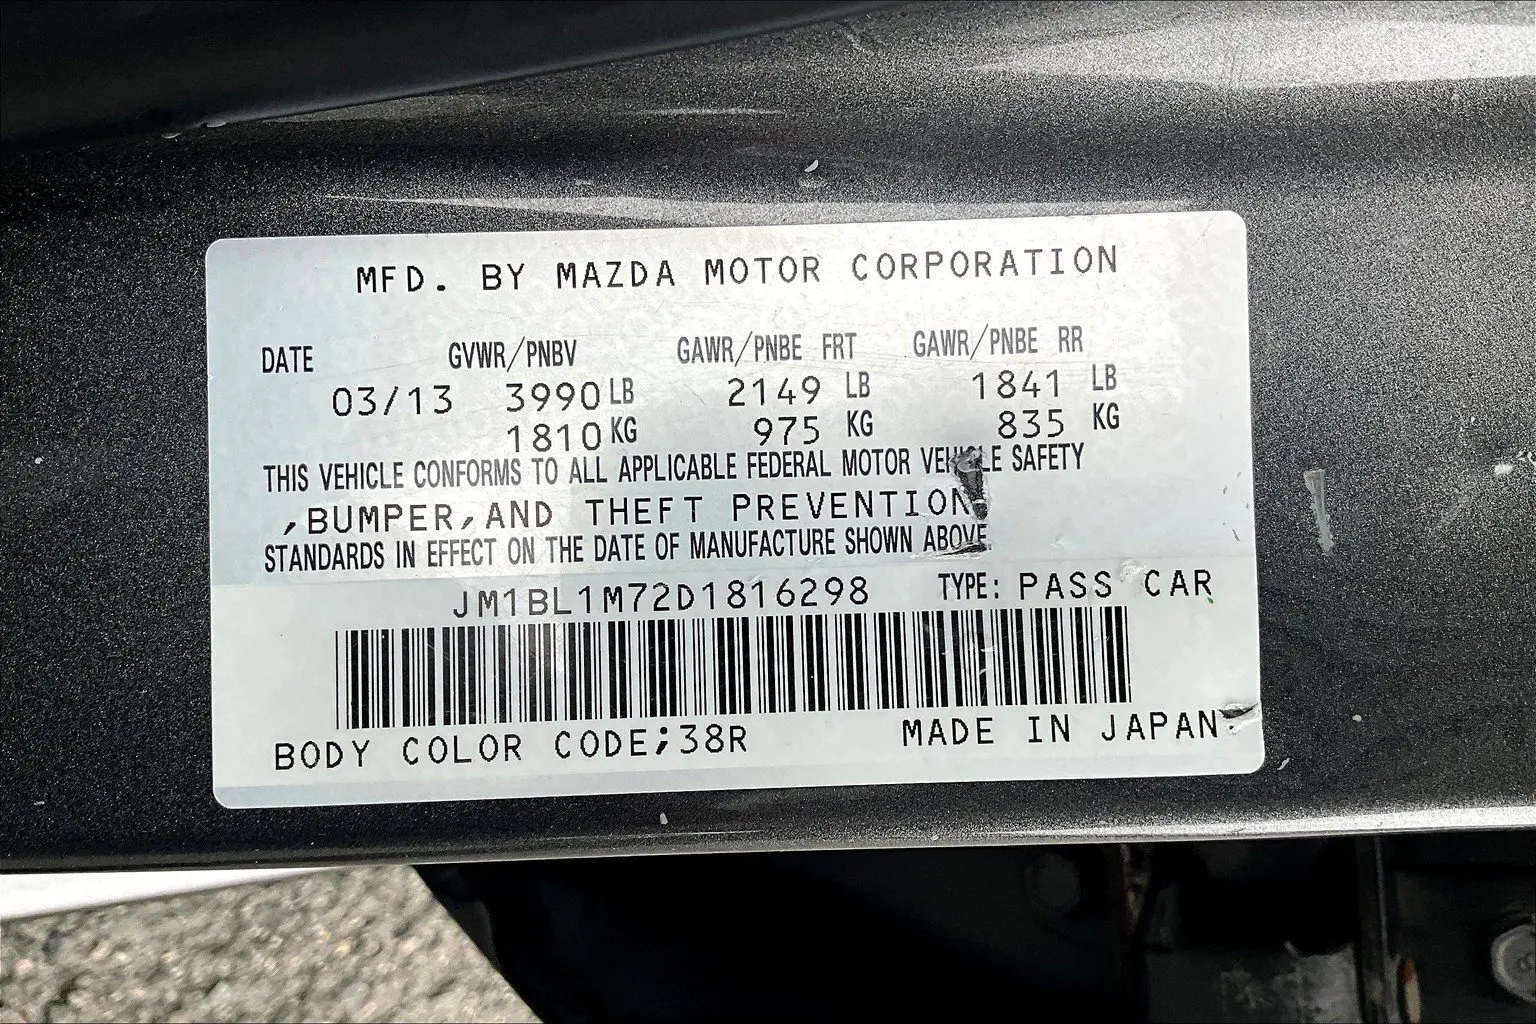 MFD. BY MAZDA MOTOR CORPORATION
DATE GVWR/PNBV GAWR/PNBE FRT GAWR/PNBE RR
03/13 3990 LB 2149 LB 1841 LB
1810 KG 975 KG 835 KG
THIS VEHICLE CONFORMS TO ALL APPLICABLE FEDERAL MOTOR VEHICLE SAFETY
,BUMPER,AND THEFT PREVENTION
STANDARDS IN EFFECT ON THE DATE OF MANUFACTURE SHOWN ABOVE.
JM1BL1M72D1816298 TYPE: PASS CAR
BODY COLOR CODE;38R MADE IN JAPAN